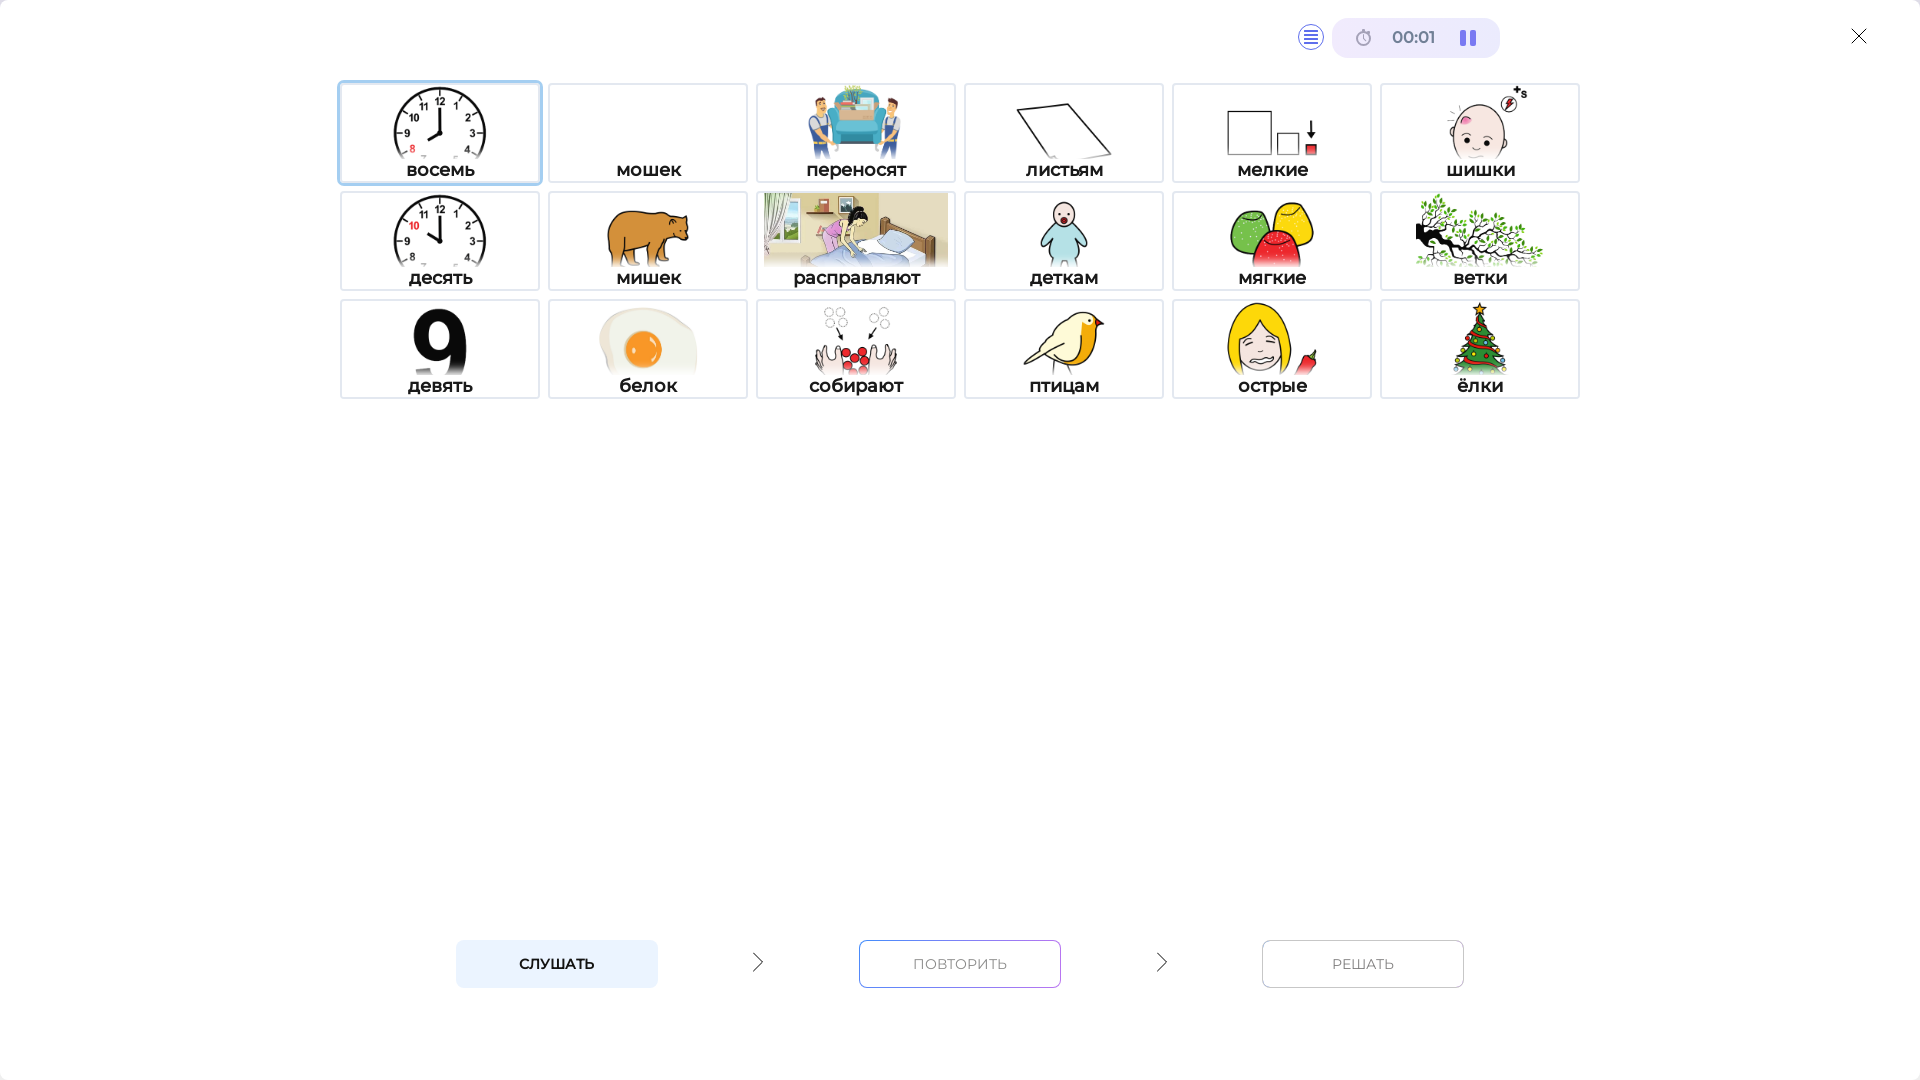 00:01
восемь мошек переносят листьям мелкие шишки
десять мишек расправляют деткам мягкие ветки
9
девять белок собирают птицам острые ёлки
СЛУШАТЬ ПОВТОРИТЬ РЕШАТЬ